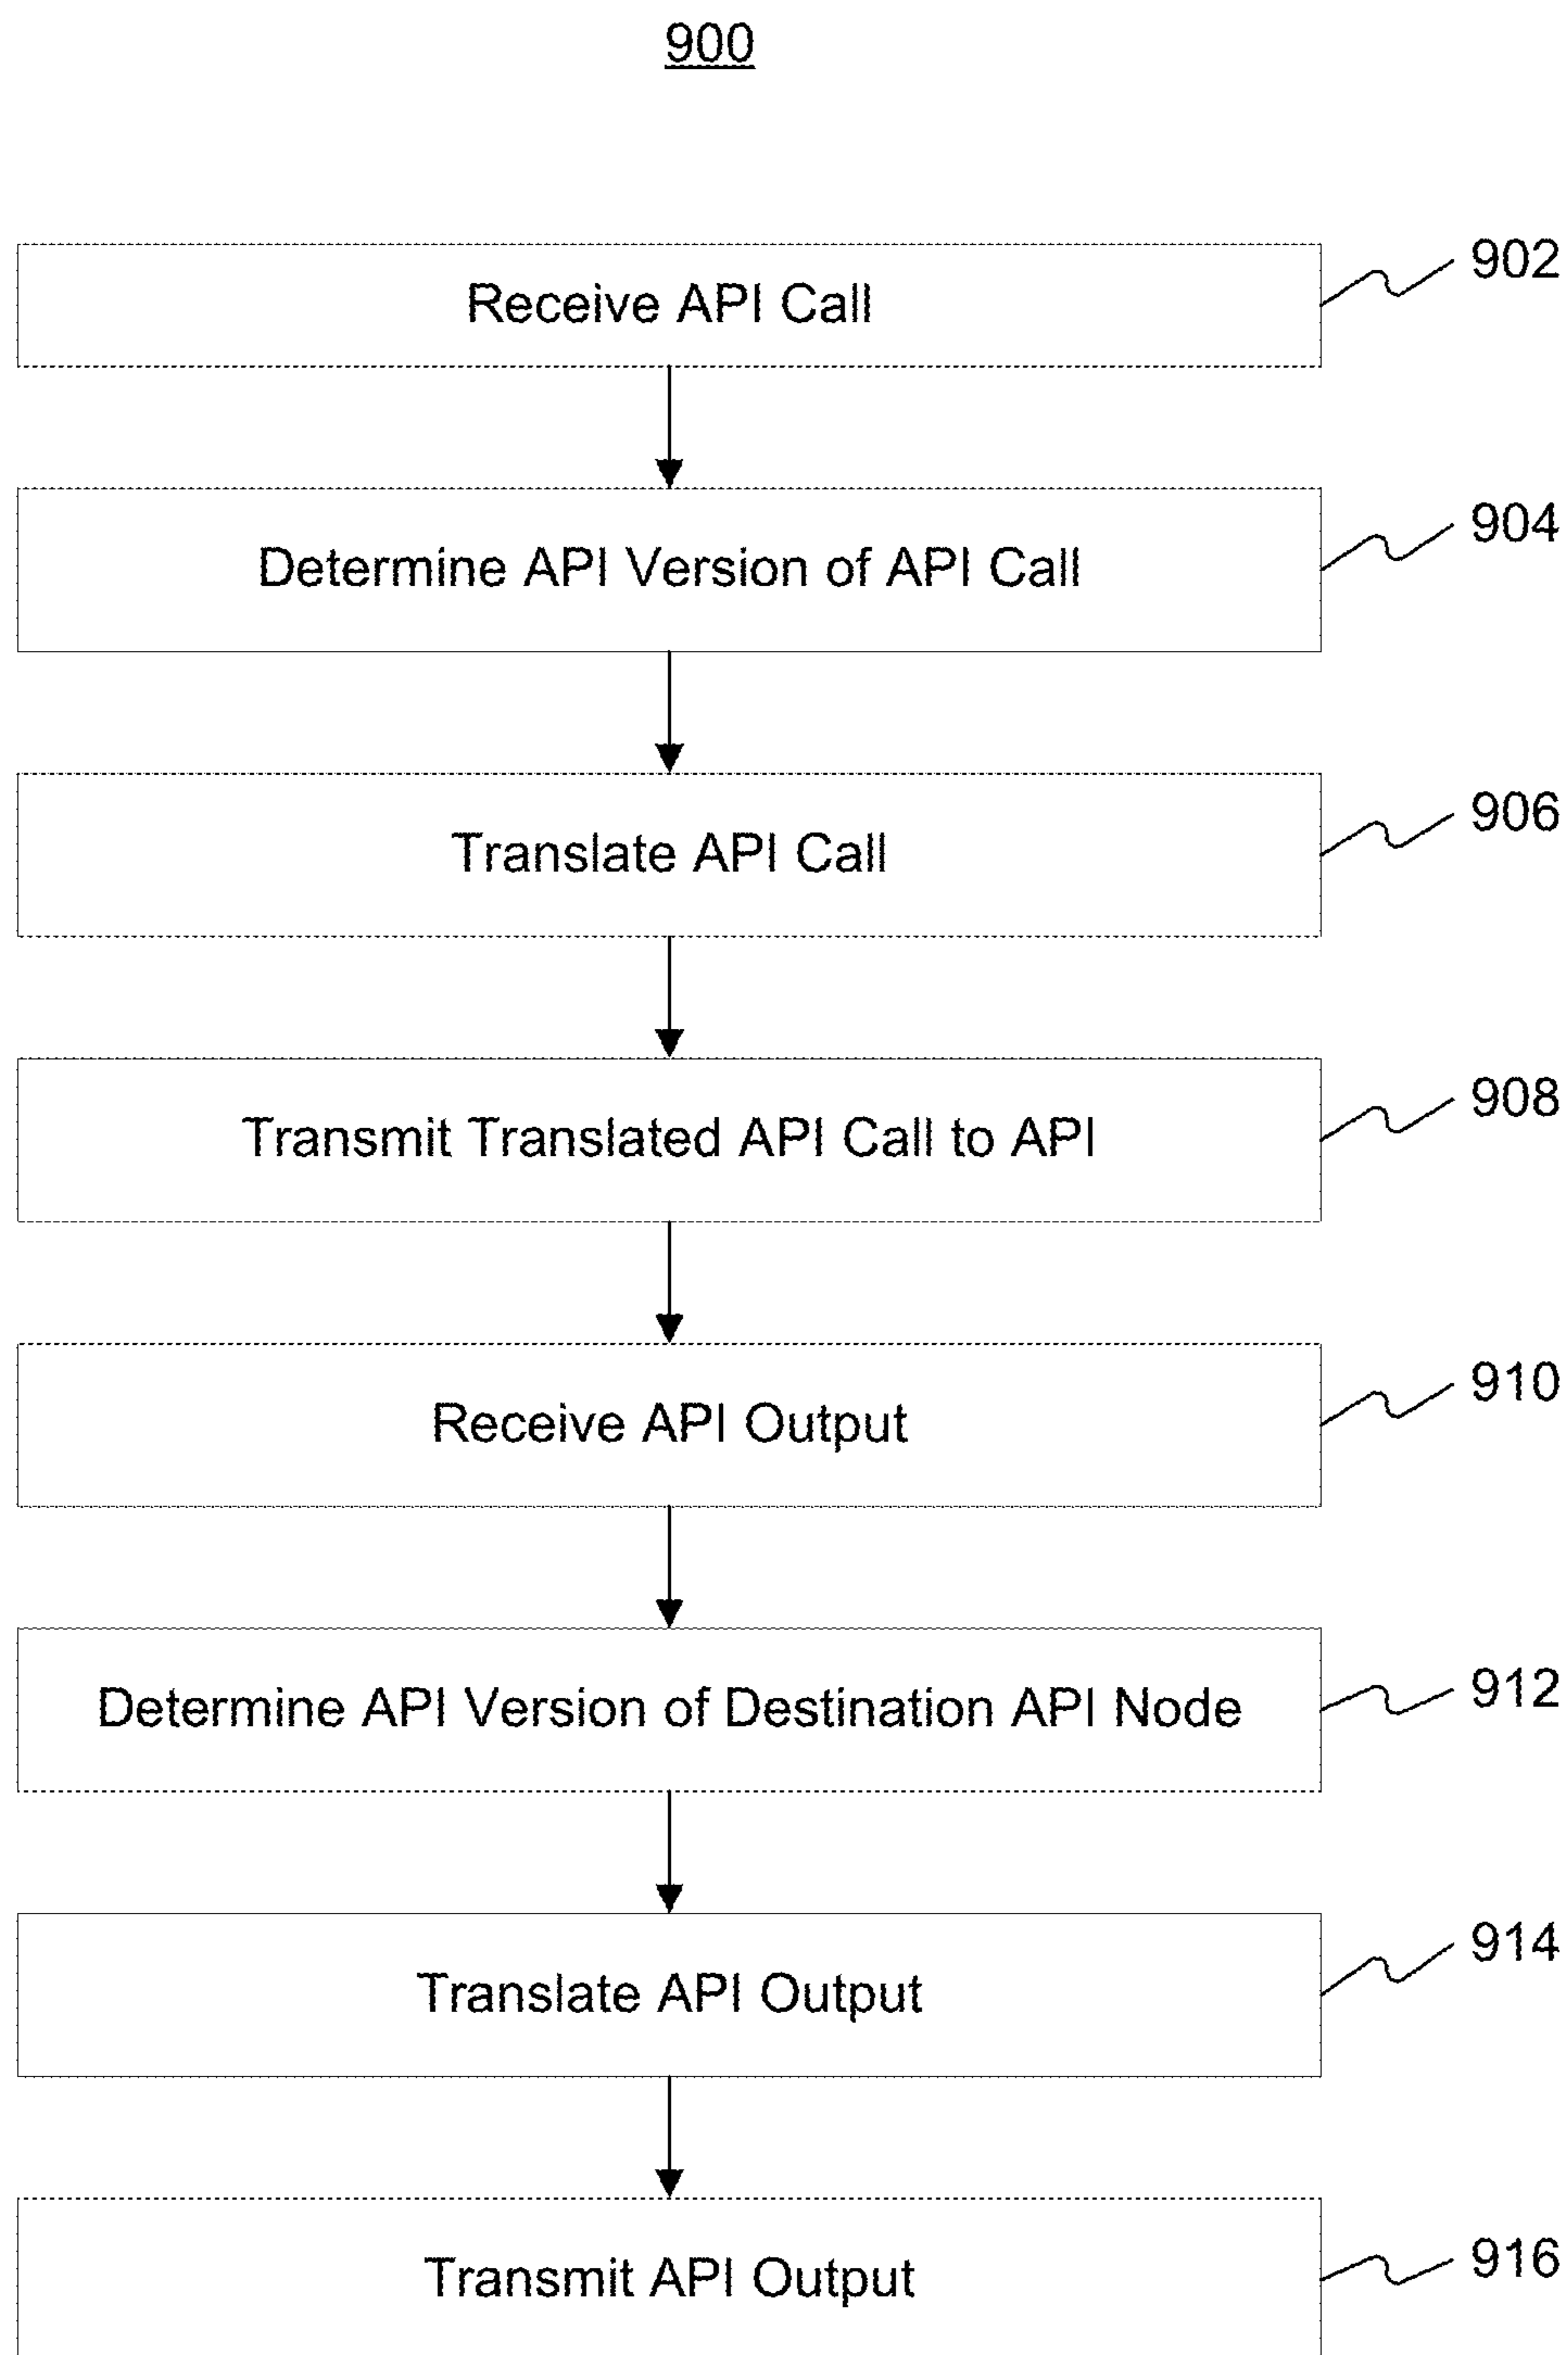 900
Receive API Call
902
Determine API Version of API Call
904
Translate API Call
906
Transmit Translated API Call to API
908
Receive API Output
910
Determine API Version of Destination API Node
912
Translate API Output
914
Transmit API Output
916